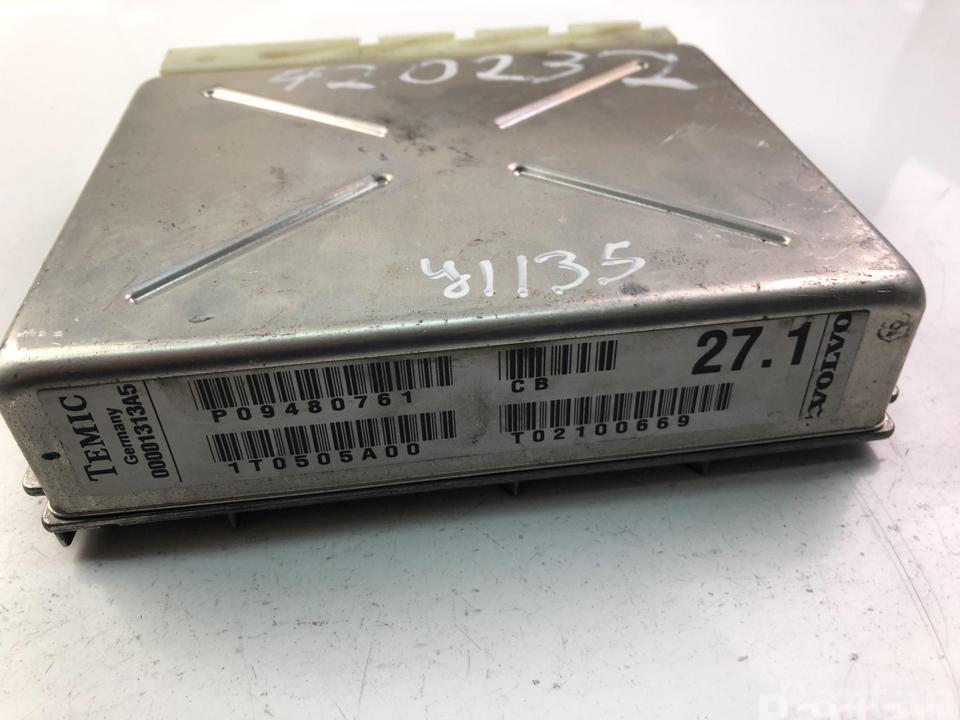 420232
41135
TEMIC
Germany
00001313A5
P09480761
1T0505A00
CB
T02100669
27.1
VOLVO